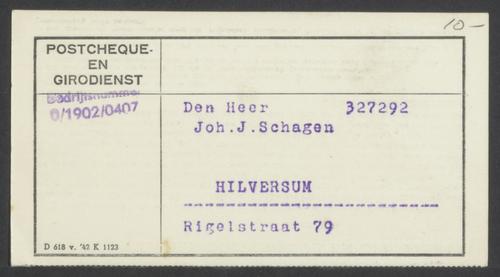 10-
POSTCHEQUE-
EN
GIRODIENST
Bedrijfsnummer
0/1902/0407
Den Heer 327292
Joh.J.Schagen
HILVERSUM
Rigelstraat 79
D 618 v. '42 K 1123